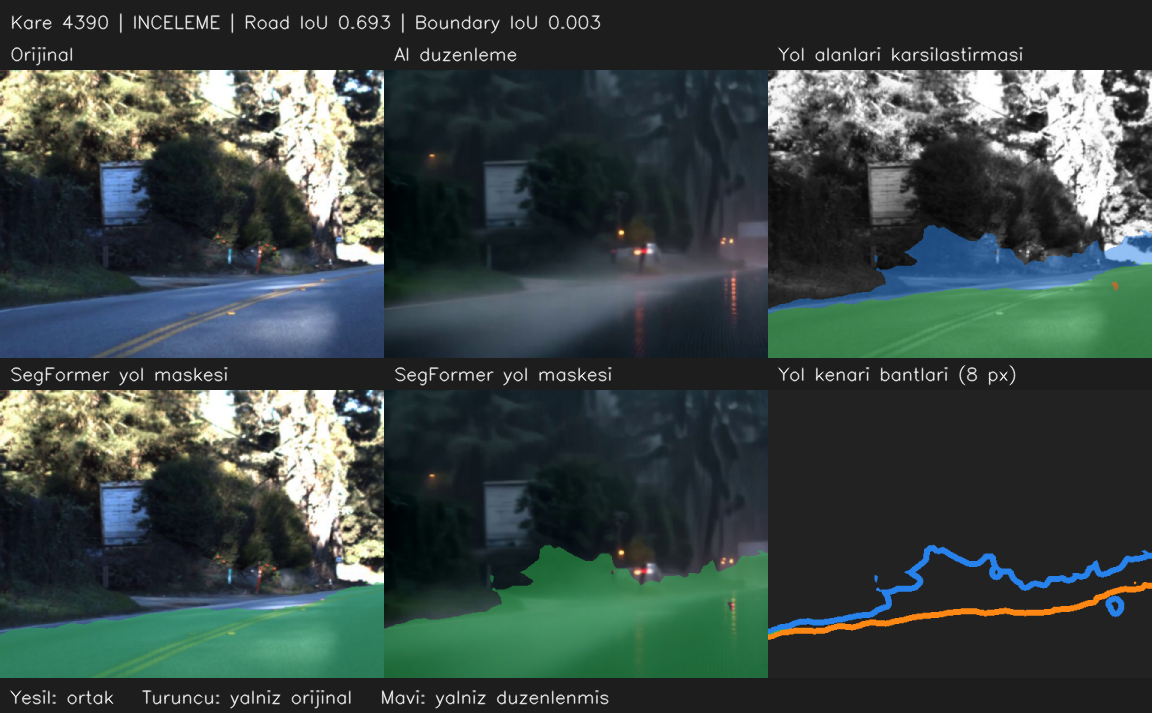 Kare 4390 | INCELEME | Road IoU 0.693 | Boundary IoU 0.003
Orijinal
AI duzenleme
Yol alanlari karsilastirmasi
SegFormer yol maskesi
SegFormer yol maskesi
Yol kenari bantlari (8 px)
Yesil: ortak Turuncu: yalniz orijinal Mavi: yalniz duzenlenmis